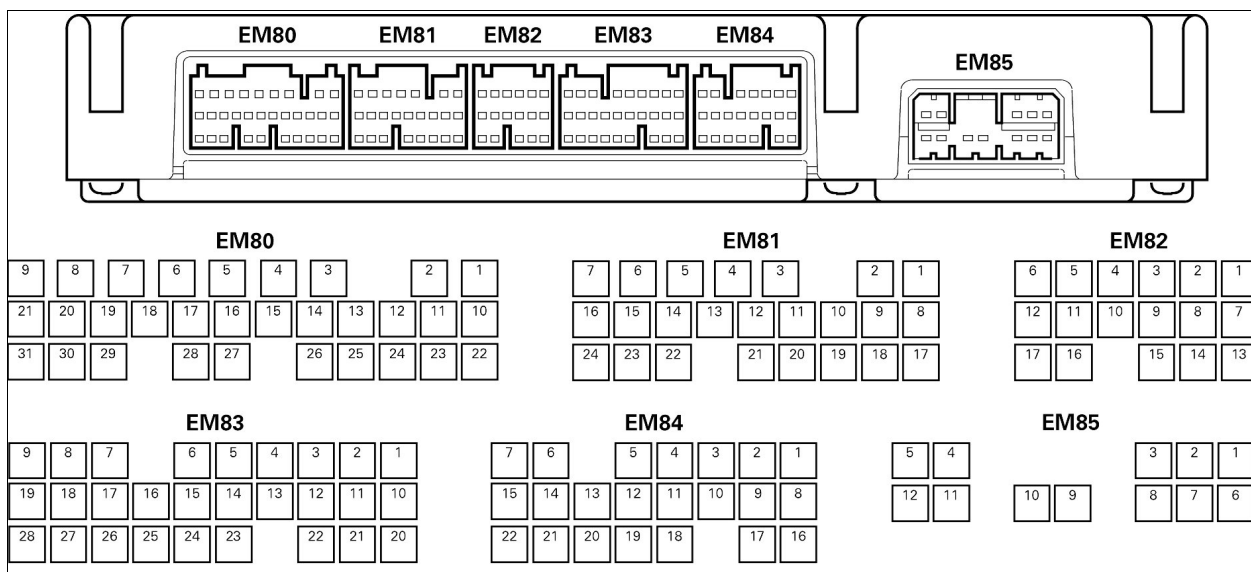 EM80 EM81 EM82 EM83 EM84
EM85
EM80 EM81 EM82
9 8 7 6 5 4 3 2 1 7 6 5 4 3 2 1 6 5 4 3 2 1
21 20 19 18 17 16 15 14 13 12 11 10 16 15 14 13 12 11 10 9 8 12 11 10 9 8 7
31 30 29 28 27 26 25 24 23 22 24 23 22 21 20 19 18 17 17 16 15 14 13
EM83 EM84 EM85
9 8 7 6 5 4 3 2 1 7 6 5 4 3 2 1 5 4 3 2 1
19 18 17 16 15 14 13 12 11 10 15 14 13 12 11 10 9 8 12 11 10 9 8 7 6
28 27 26 25 24 23 22 21 20 22 21 20 19 18 17 16